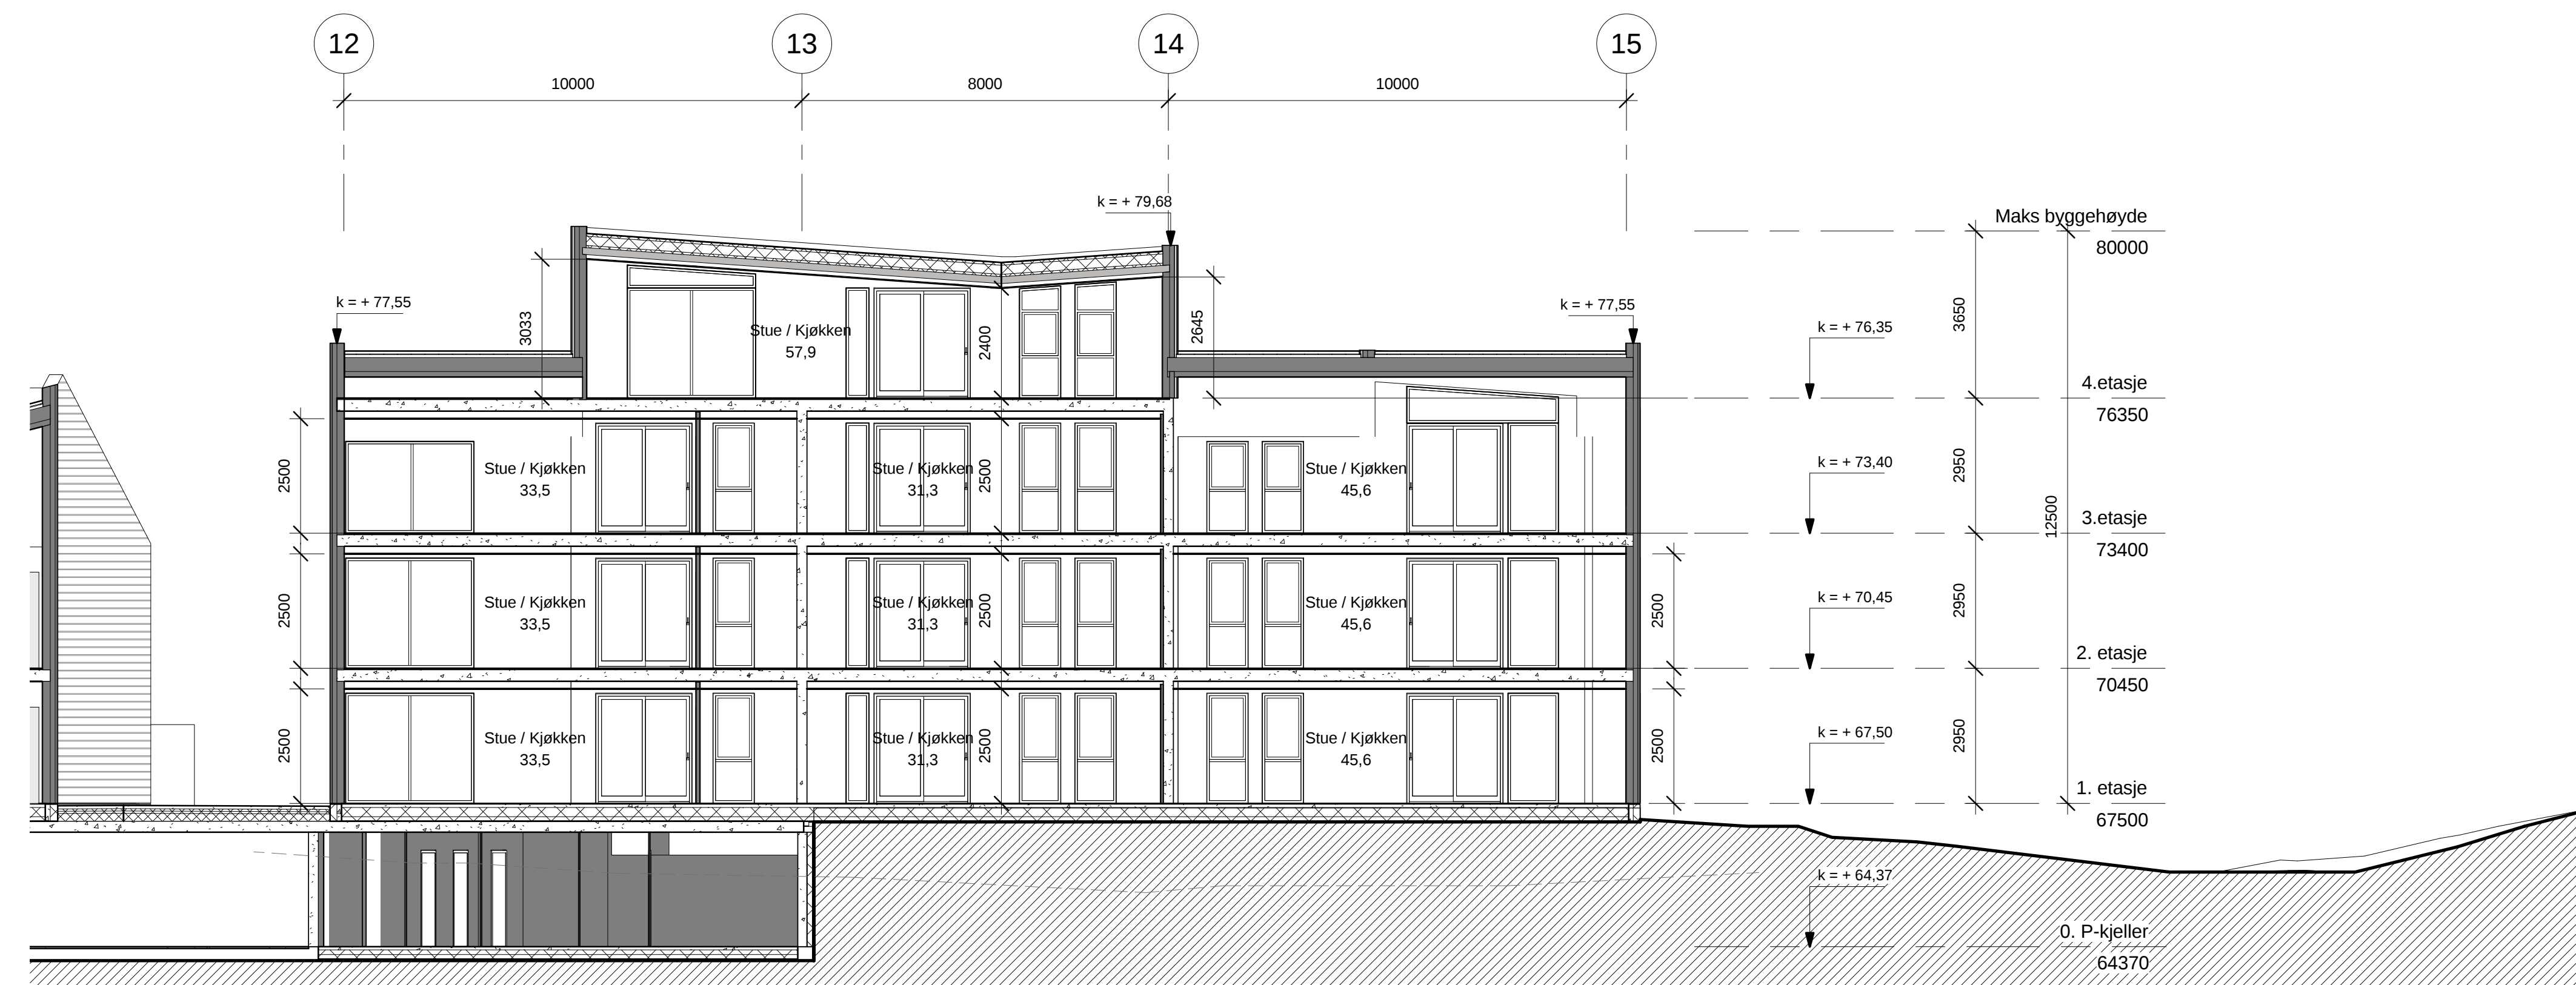 12
13
14
15
10000
8000
10000
k = + 79,68
Maks byggehøyde
80000
k = + 77,55
k = + 77,55
3033
Stue / Kjøkken
57,9
2400
2645
k = + 76,35
3650
4.etasje
76350
2500
Stue / Kjøkken
33,5
Stue / Kjøkken
31,3
2500
Stue / Kjøkken
45,6
k = + 73,40
2950
12500
3.etasje
73400
2500
Stue / Kjøkken
33,5
Stue / Kjøkken
31,3
2500
Stue / Kjøkken
45,6
2500
k = + 70,45
2950
2. etasje
70450
2500
Stue / Kjøkken
33,5
Stue / Kjøkken
31,3
2500
Stue / Kjøkken
45,6
2500
k = + 67,50
2950
1. etasje
67500
k = + 64,37
0. P-kjeller
64370